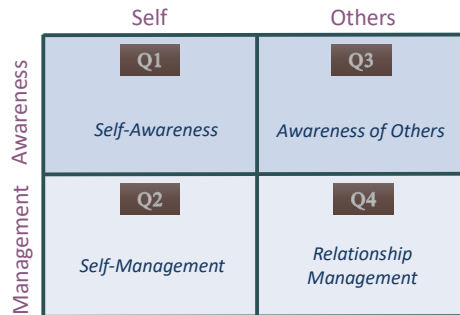 Self
Others
Awareness
Q1
Q3
Self-Awareness
Awareness of Others
Management
Q2
Q4
Self-Management
Relationship
Management